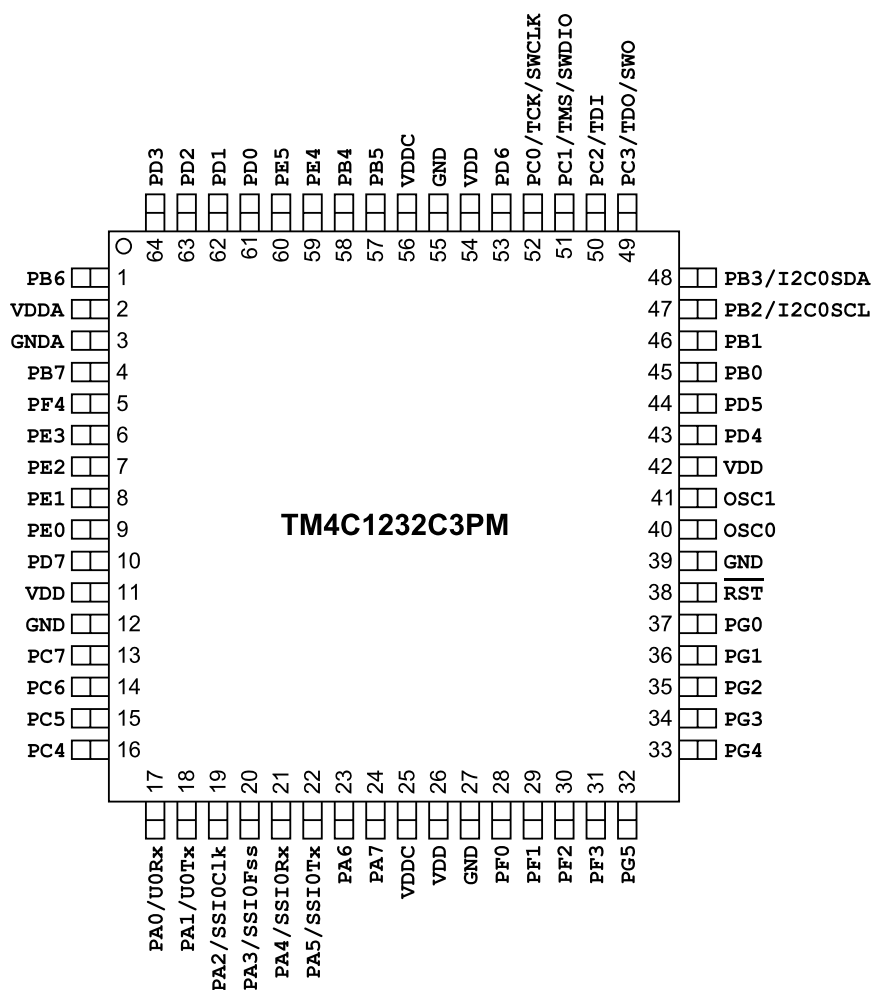 PD3
PD2
PD1
PD0
PE5
PE4
PB4
PB5
VDDC
GND
VDD
PD6
PC0/TCK/SWCLK
PC1/TMS/SWDIO
PC2/TDI
PC3/TDO/SWO
64
63
62
61
60
59
58
57
56
55
54
53
52
51
50
49
PB6 1
VDDA 2
GNDA 3
PB7 4
PF4 5
PE3 6
PE2 7
PE1 8
PE0 9
PD7 10
VDD 11
GND 12
PC7 13
PC6 14
PC5 15
PC4 16
TM4C1232C3PM
48 PB3/I2C0SDA
47 PB2/I2C0SCL
46 PB1
45 PB0
44 PD5
43 PD4
42 VDD
41 OSC1
40 OSC0
39 GND
38 RST
37 PG0
36 PG1
35 PG2
34 PG3
33 PG4
17
18
19
20
21
22
23
24
25
26
27
28
29
30
31
32
PA0/U0Rx
PA1/U0Tx
PA2/SSI0Clk
PA3/SSI0Fss
PA4/SSI0Rx
PA5/SSI0Tx
PA6
PA7
VDDC
VDD
GND
PF0
PF1
PF2
PF3
PG5